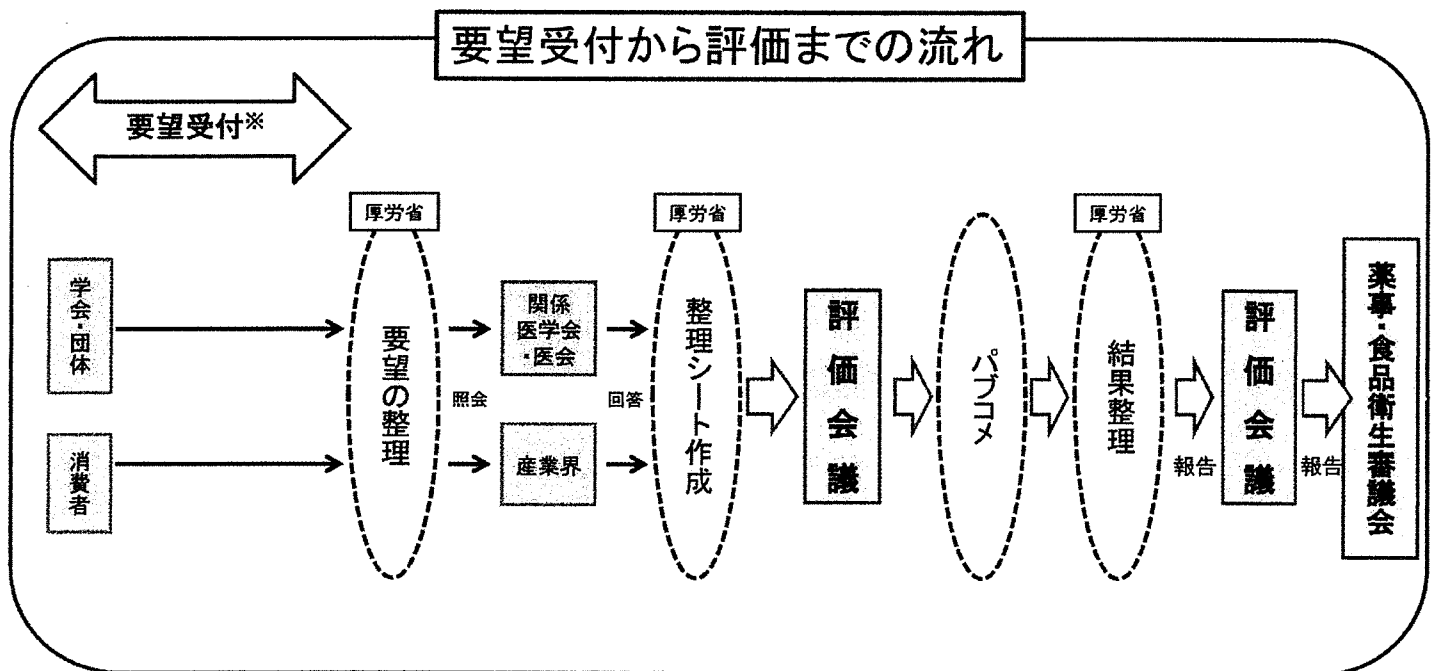 要望受付から評価までの流れ
要望受付※
学会・団体
消費者
厚労省
要望の整理
照会
関係
医学会
・医会
産業界
回答
厚労省
整理シート作成
評価会議
パブコメ
厚労省
結果整理
報告
評価会議
報告
薬事・食品衛生審議会